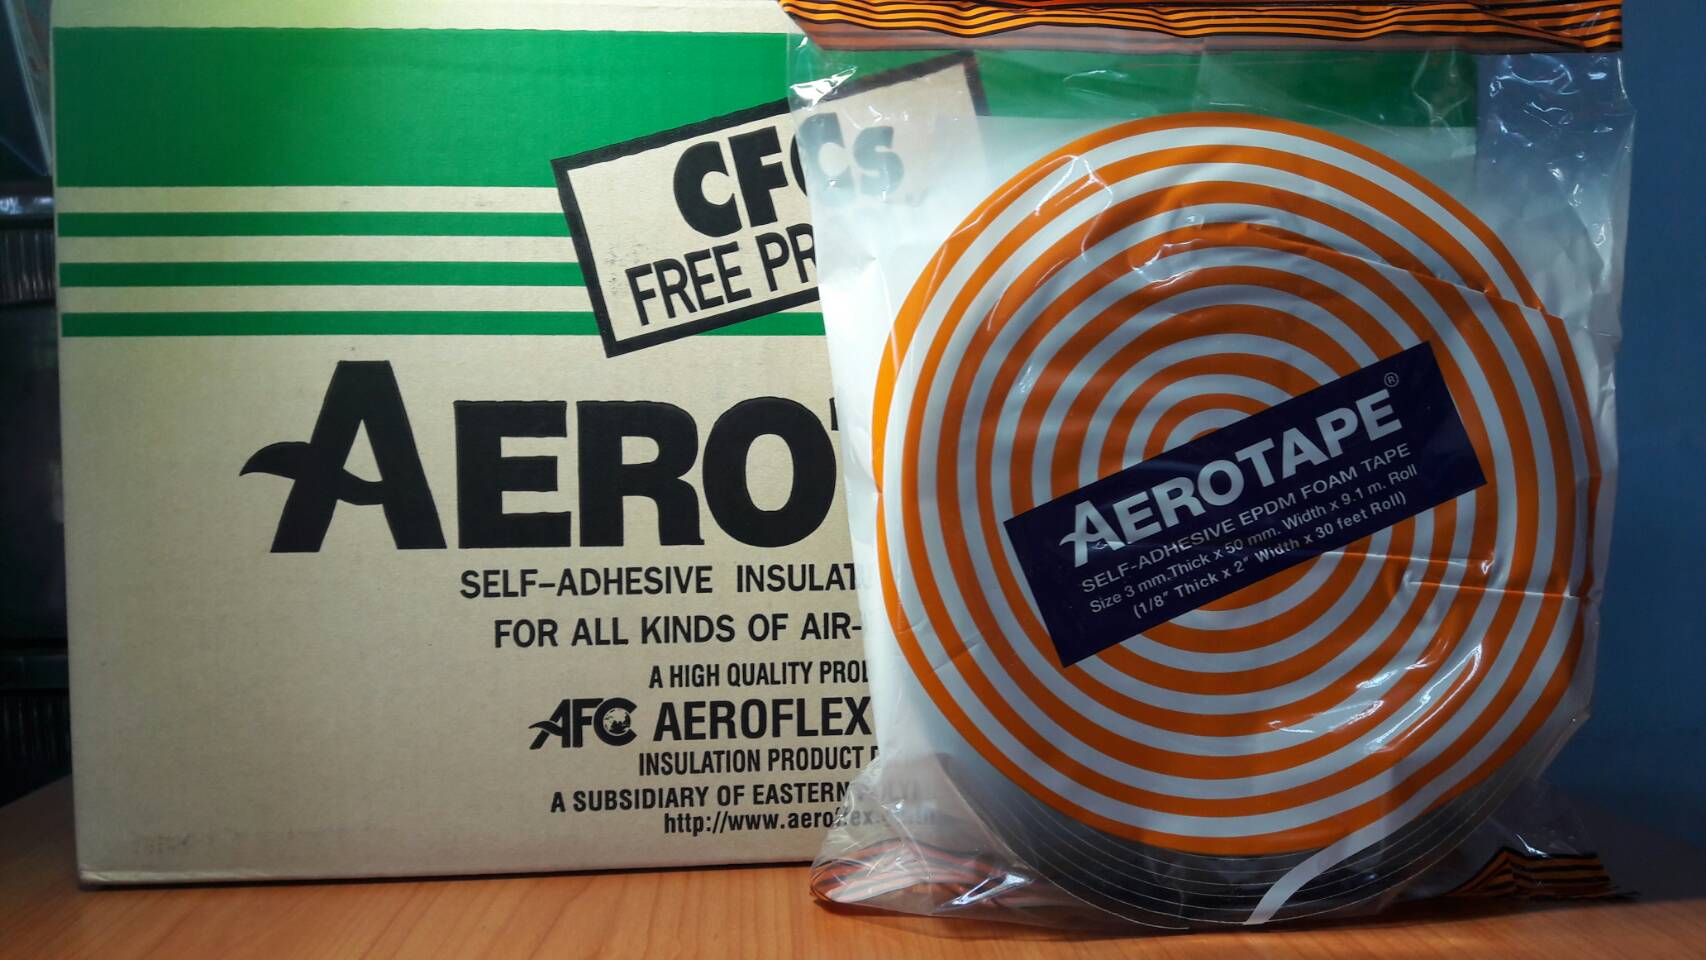 CFCs
FREE PR
AERO
SELF-ADHESIVE INSULAT
FOR ALL KINDS OF AIR-
A HIGH QUALITY PROD
AFC AEROFLEX
INSULATION PRODUCT
A SUBSIDIARY OF EASTERN
http://www.aeroflex.co.th
AEROTAPE®
SELF-ADHESIVE EPDM FOAM TAPE
Size 3 mm.Thick x 50 mm. Width x 9.1 m. Roll
(1/8" Thick x 2" Width x 30 feet Roll)